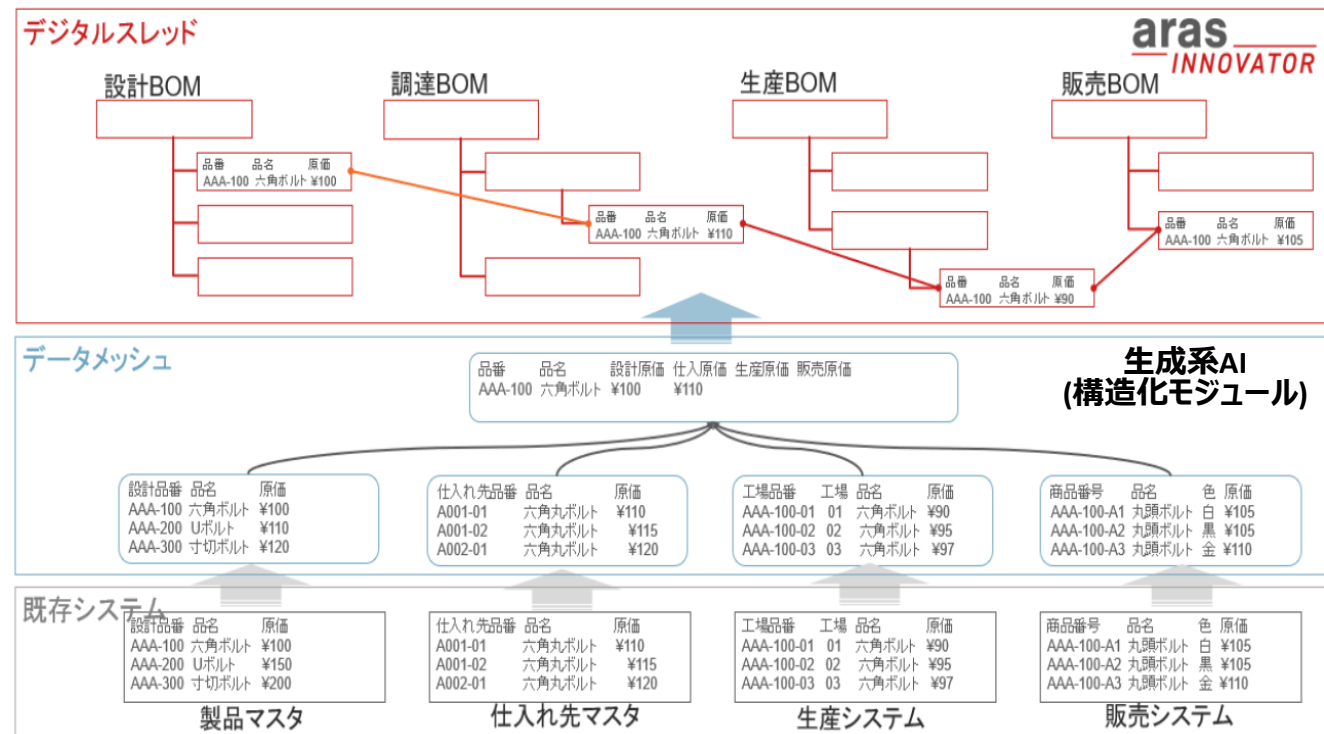 デジタルスレッド
aras
INNOVATOR
設計BOM
調達BOM
生産BOM
販売BOM
品番 品名 原価
AAA-100 六角ボルト ¥100
品番 品名 原価
AAA-100 六角ボルト ¥110
品番 品名 原価
AAA-100 六角ボルト ¥90
品番 品名 原価
AAA-100 六角ボルト ¥105
データメッシュ
生成系AI
(構造化モジュール)
品番 品名 設計原価 仕入原価 生産原価 販売原価
AAA-100 六角ボルト ¥100 ¥110
設計品番 品名 原価
AAA-100 六角ボルト ¥100
AAA-200 Uボルト ¥110
AAA-300 寸切ボルト ¥120
仕入れ先品番 品名 原価
A001-01 六角丸ボルト ¥110
A001-02 六角丸ボルト ¥115
A002-01 六角丸ボルト ¥120
工場品番 工場 品名 原価
AAA-100-01 01 六角ボルト ¥90
AAA-100-02 02 六角ボルト ¥95
AAA-100-03 03 六角ボルト ¥97
商品番号 品名 色 原価
AAA-100-A1 丸頭ボルト 白 ¥105
AAA-100-A2 丸頭ボルト 黒 ¥105
AAA-100-A3 丸頭ボルト 金 ¥110
既存システム
設計品番 品名 原価
AAA-100 六角ボルト ¥100
AAA-200 Uボルト ¥150
AAA-300 寸切ボルト ¥200
製品マスタ
仕入れ先品番 品名 原価
A001-01 六角丸ボルト ¥110
A001-02 六角丸ボルト ¥115
A002-01 六角丸ボルト ¥120
仕入れ先マスタ
工場品番 工場 品名 原価
AAA-100-01 01 六角ボルト ¥90
AAA-100-02 02 六角ボルト ¥95
AAA-100-03 03 六角ボルト ¥97
生産システム
商品番号 品名 色 原価
AAA-100-A1 丸頭ボルト 白 ¥105
AAA-100-A2 丸頭ボルト 黒 ¥105
AAA-100-A3 丸頭ボルト 金 ¥110
販売システム